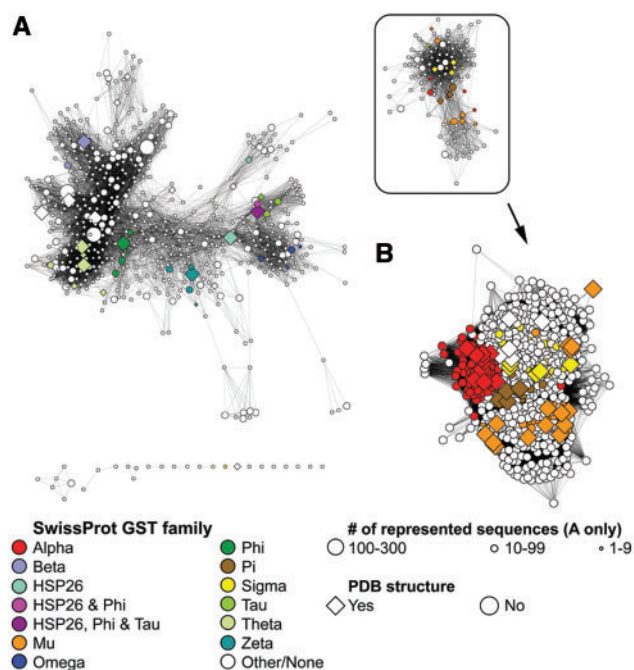 A
B
SwissProt GST family
Alpha
Beta
HSP26
HSP26 & Phi
HSP26, Phi & Tau
Mu
Omega
Phi
Pi
Sigma
Tau
Theta
Zeta
Other/None
# of represented sequences (A only)
100-300 10-99 1-9
PDB structure
Yes No